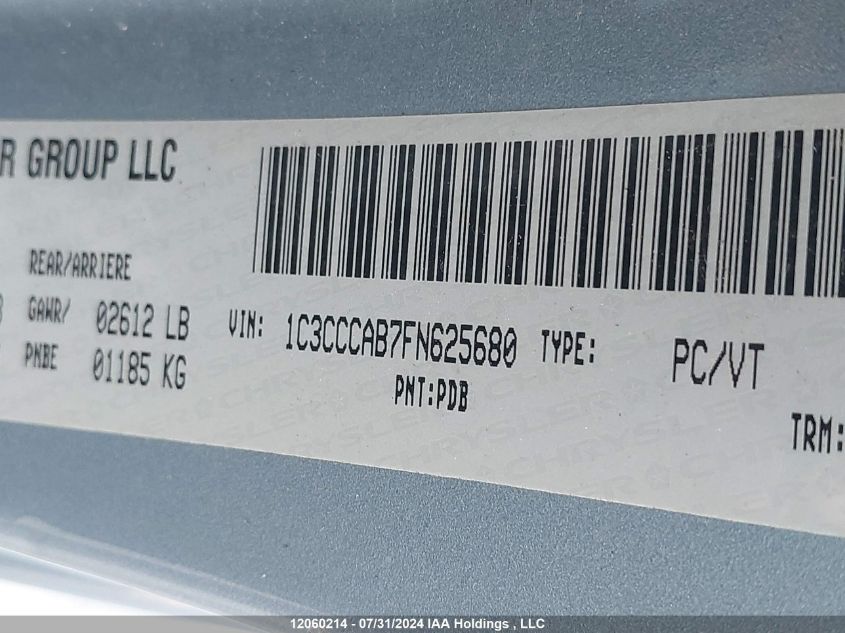 R GROUP LLC
REAR/ARRIERE
GAWR/ 02612 LB
PNBE 01185 KG
VIN: 1C3CCCAB7FN625680 TYPE: PC/VT
PNT:PDB
TRM:
CHRYSLER
12060214 - 07/31/2024 IAA Holdings , LLC